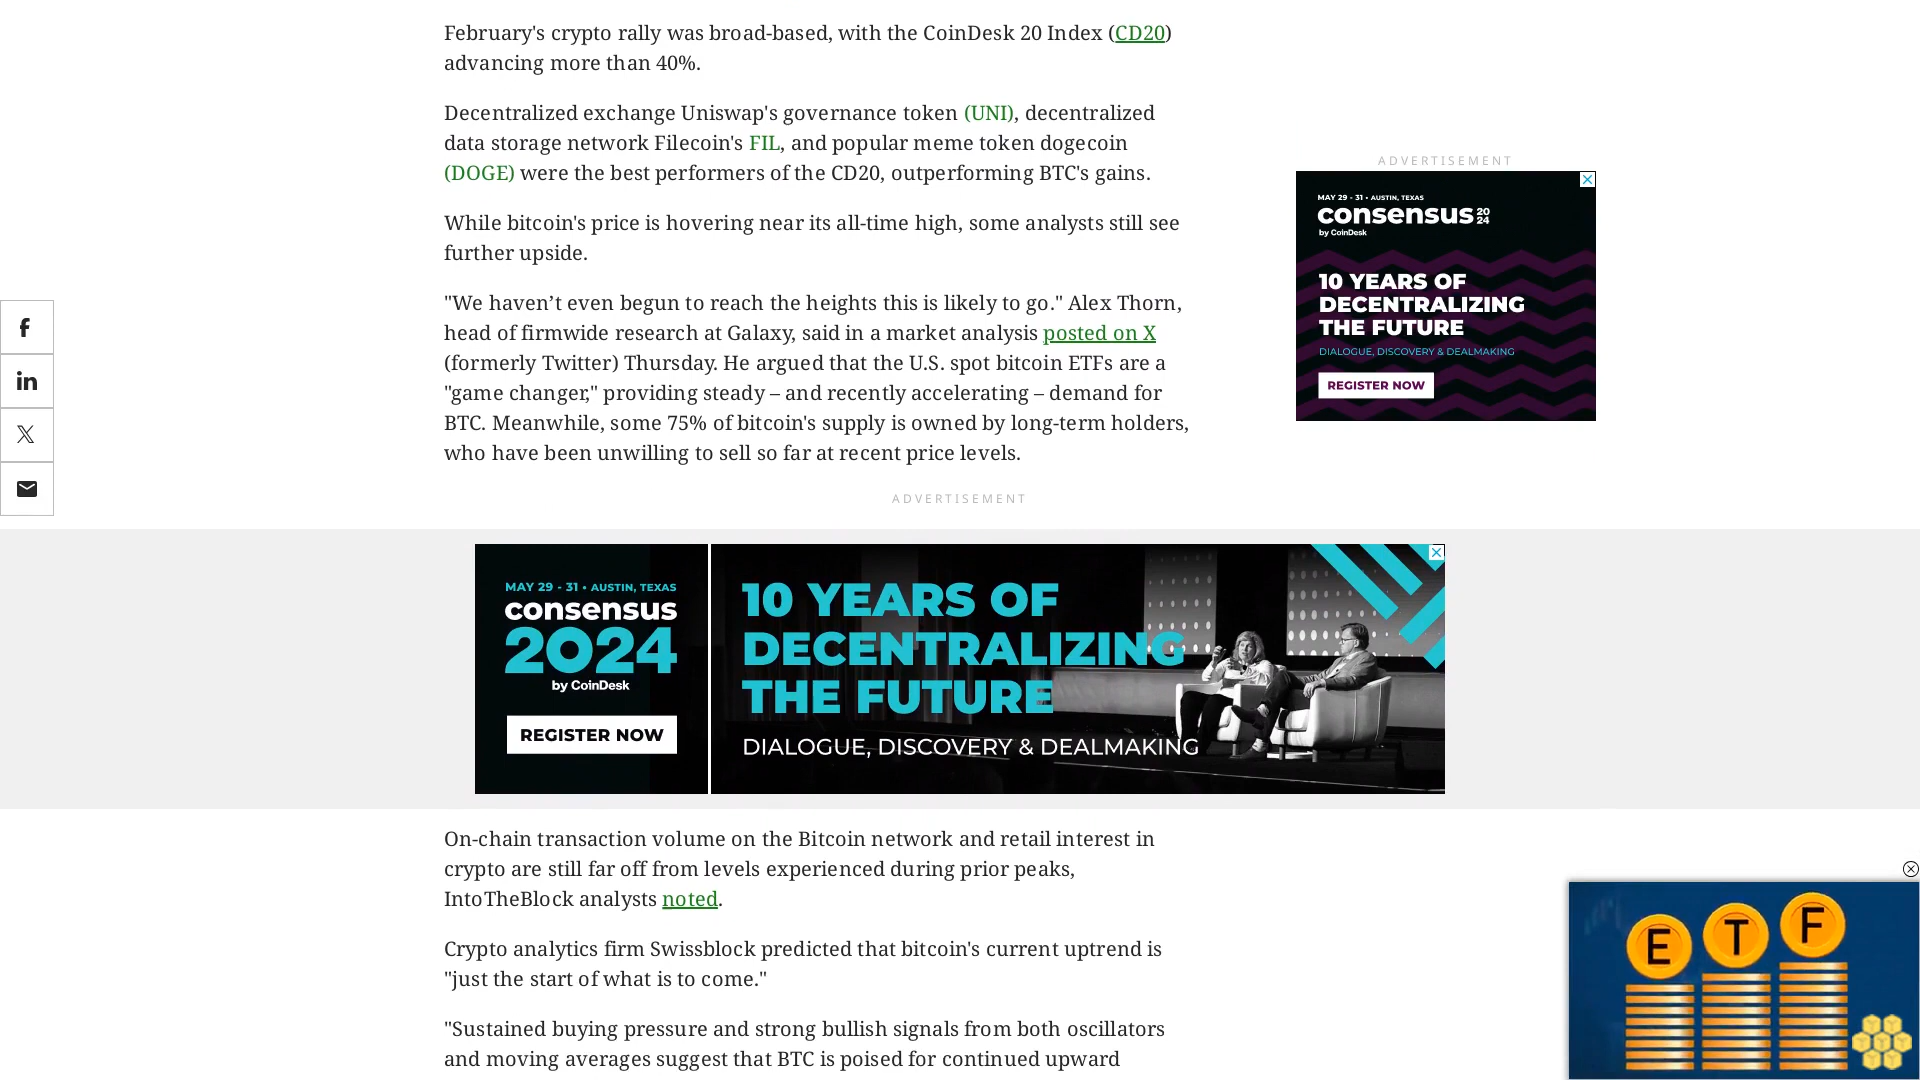 February's crypto rally was broad-based, with the CoinDesk 20 Index (CD20)
advancing more than 40%.
Decentralized exchange Uniswap's governance token (UNI), decentralized
data storage network Filecoin's FIL, and popular meme token dogecoin
(DOGE) were the best performers of the CD20, outperforming BTC's gains.
While bitcoin's price is hovering near its all-time high, some analysts still see
further upside.
"We haven’t even begun to reach the heights this is likely to go." Alex Thorn,
head of firmwide research at Galaxy, said in a market analysis posted on X
(formerly Twitter) Thursday. He argued that the U.S. spot bitcoin ETFs are a
"game changer," providing steady – and recently accelerating – demand for
BTC. Meanwhile, some 75% of bitcoin's supply is owned by long-term holders,
who have been unwilling to sell so far at recent price levels.
ADVERTISEMENT
MAY 29 - 31 • AUSTIN, TEXAS
consensus 20
24
by CoinDesk
10 YEARS OF
DECENTRALIZING
THE FUTURE
DIALOGUE, DISCOVERY & DEALMAKING
REGISTER NOW
ADVERTISEMENT
MAY 29 - 31 • AUSTIN, TEXAS
consensus
2024
by CoinDesk
REGISTER NOW
10 YEARS OF
DECENTRALIZING
THE FUTURE
DIALOGUE, DISCOVERY & DEALMAKING
On-chain transaction volume on the Bitcoin network and retail interest in
crypto are still far off from levels experienced during prior peaks,
IntoTheBlock analysts noted.
Crypto analytics firm Swissblock predicted that bitcoin's current uptrend is
"just the start of what is to come."
"Sustained buying pressure and strong bullish signals from both oscillators
and moving averages suggest that BTC is poised for continued upward
E T F